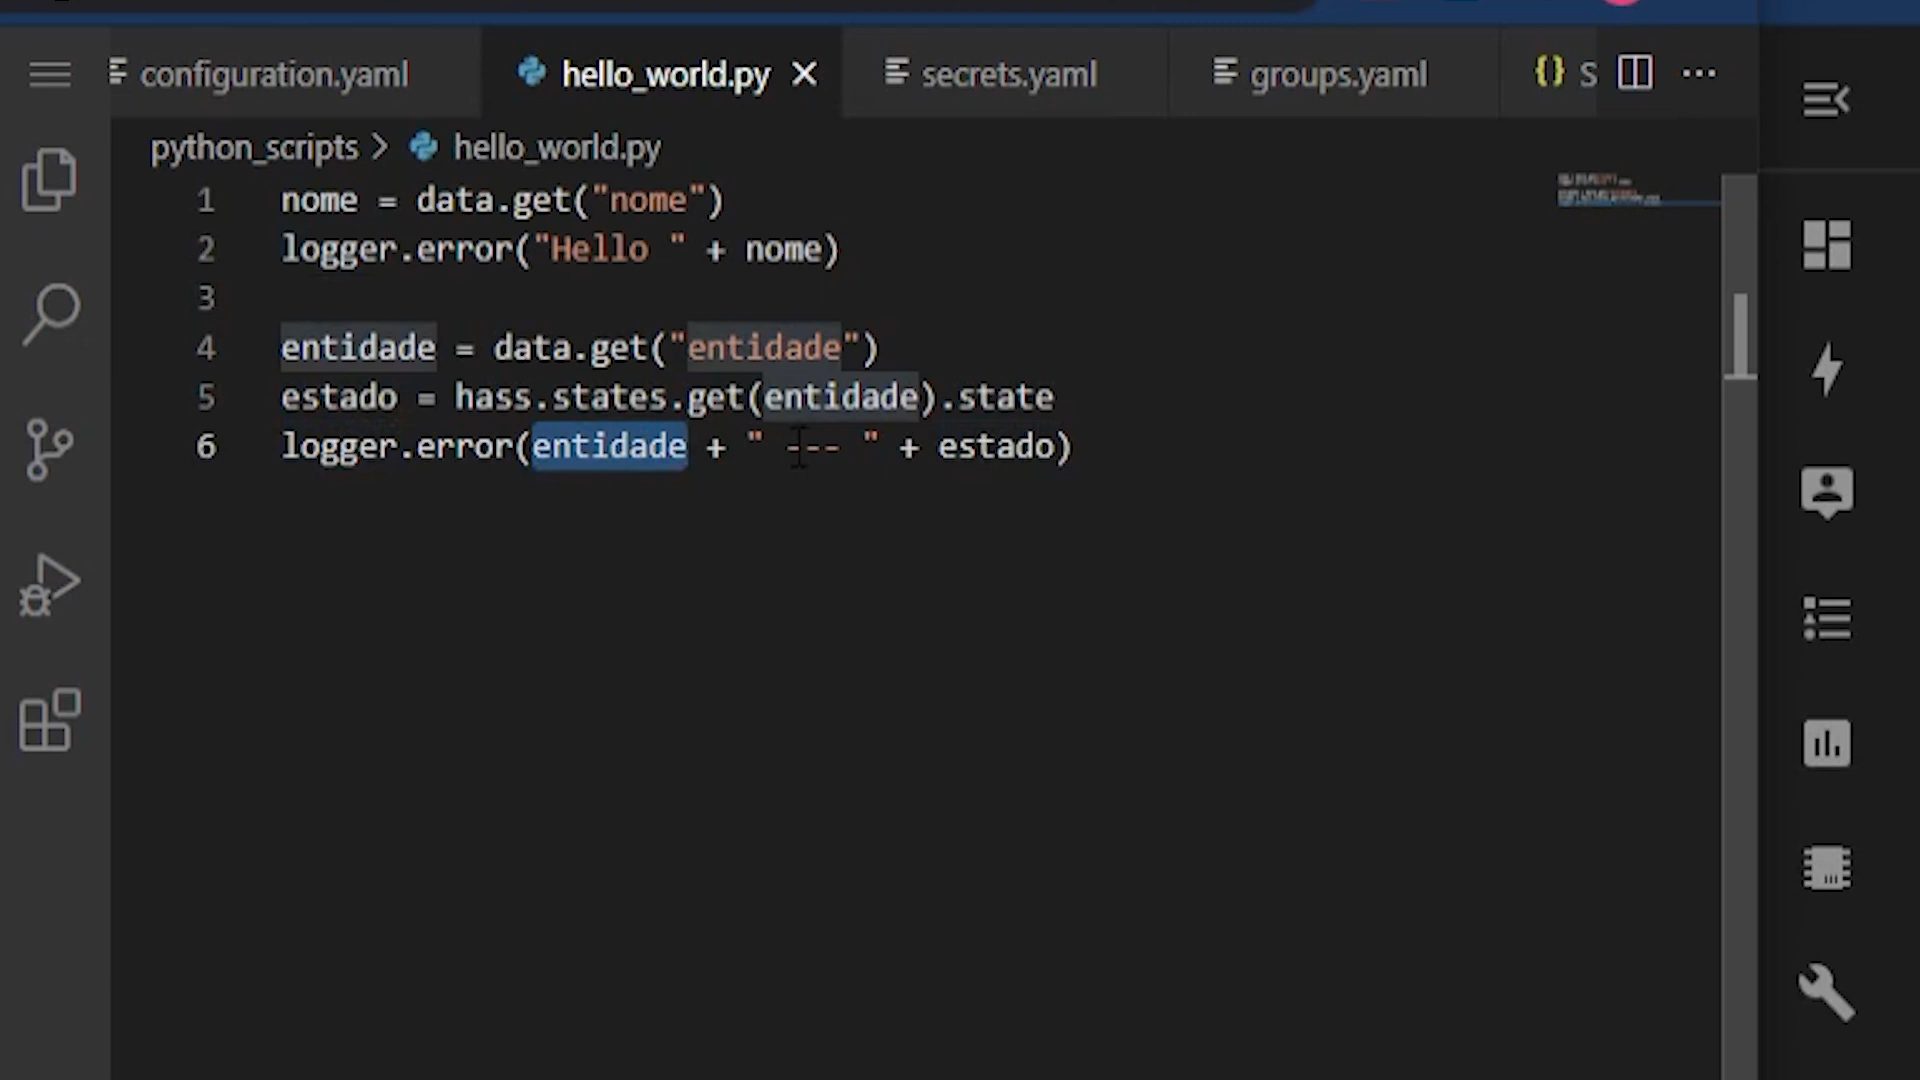 configuration.yaml hello_world.py secrets.yaml groups.yaml {} S
python_scripts > hello_world.py
1 nome = data.get("nome")
2 logger.error("Hello " + nome)
3
4 entidade = data.get("entidade")
5 estado = hass.states.get(entidade).state
6 logger.error(entidade + " --- " + estado)